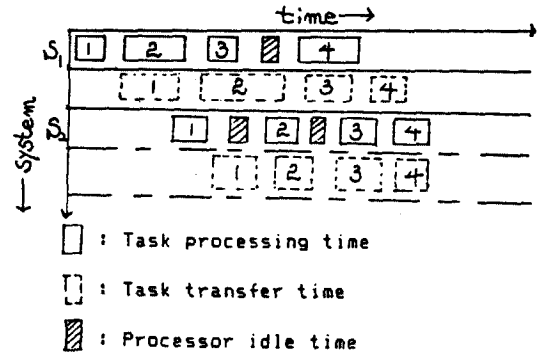 time
S1
1 2 3 4
1 2 3 4
S2
1 2 3 4
1 2 3 4
system
: Task processing time
: Task transfer time
: Processor idle time